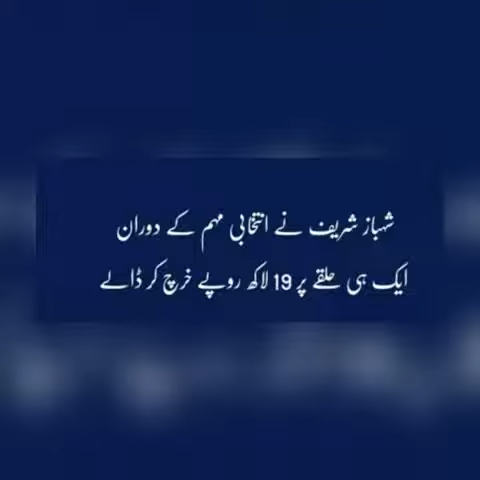 شہباز شریف نے انتخابی مہم کے دوران
ایک ہی حلقے پر 19 لاکھ روپے خرچ کر ڈالے